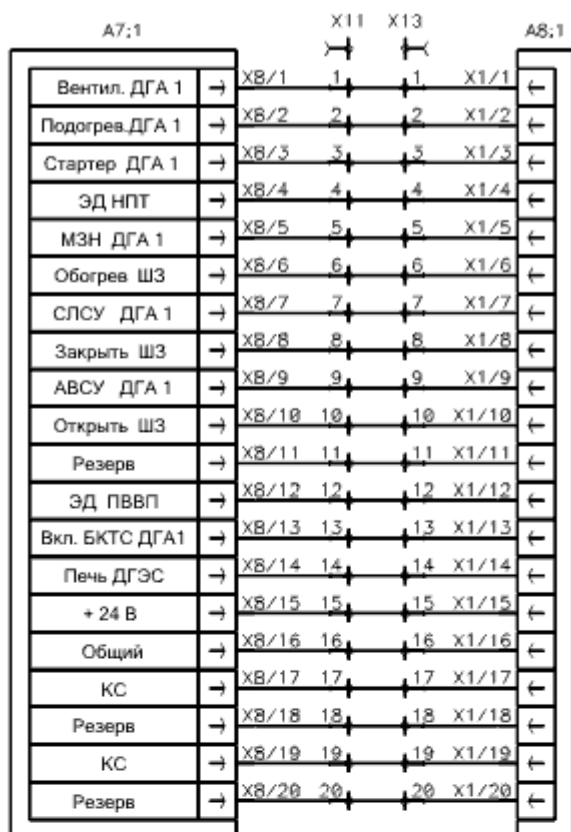 X11 X13
A7;1 A8;1
Вентил. ДГА 1 X8/1 1 1 X1/1
Подогрев.ДГА 1 X8/2 2 2 X1/2
Стартер ДГА 1 X8/3 3 3 X1/3
ЭД НПТ X8/4 4 4 X1/4
МЗН ДГА 1 X8/5 5 5 X1/5
Обогрев ШЗ X8/6 6 6 X1/6
СЛСУ ДГА 1 X8/7 7 7 X1/7
Закрыть ШЗ X8/8 8 8 X1/8
АВСУ ДГА 1 X8/9 9 9 X1/9
Открыть ШЗ X8/10 10 10 X1/10
Резерв X8/11 11 11 X1/11
ЭД ПВВП X8/12 12 12 X1/12
Вкл. БКТС ДГА1 X8/13 13 13 X1/13
Печь ДГЭС X8/14 14 14 X1/14
+ 24 В X8/15 15 15 X1/15
Общий X8/16 16 16 X1/16
КС X8/17 17 17 X1/17
Резерв X8/18 18 18 X1/18
КС X8/19 19 19 X1/19
Резерв X8/20 20 20 X1/20